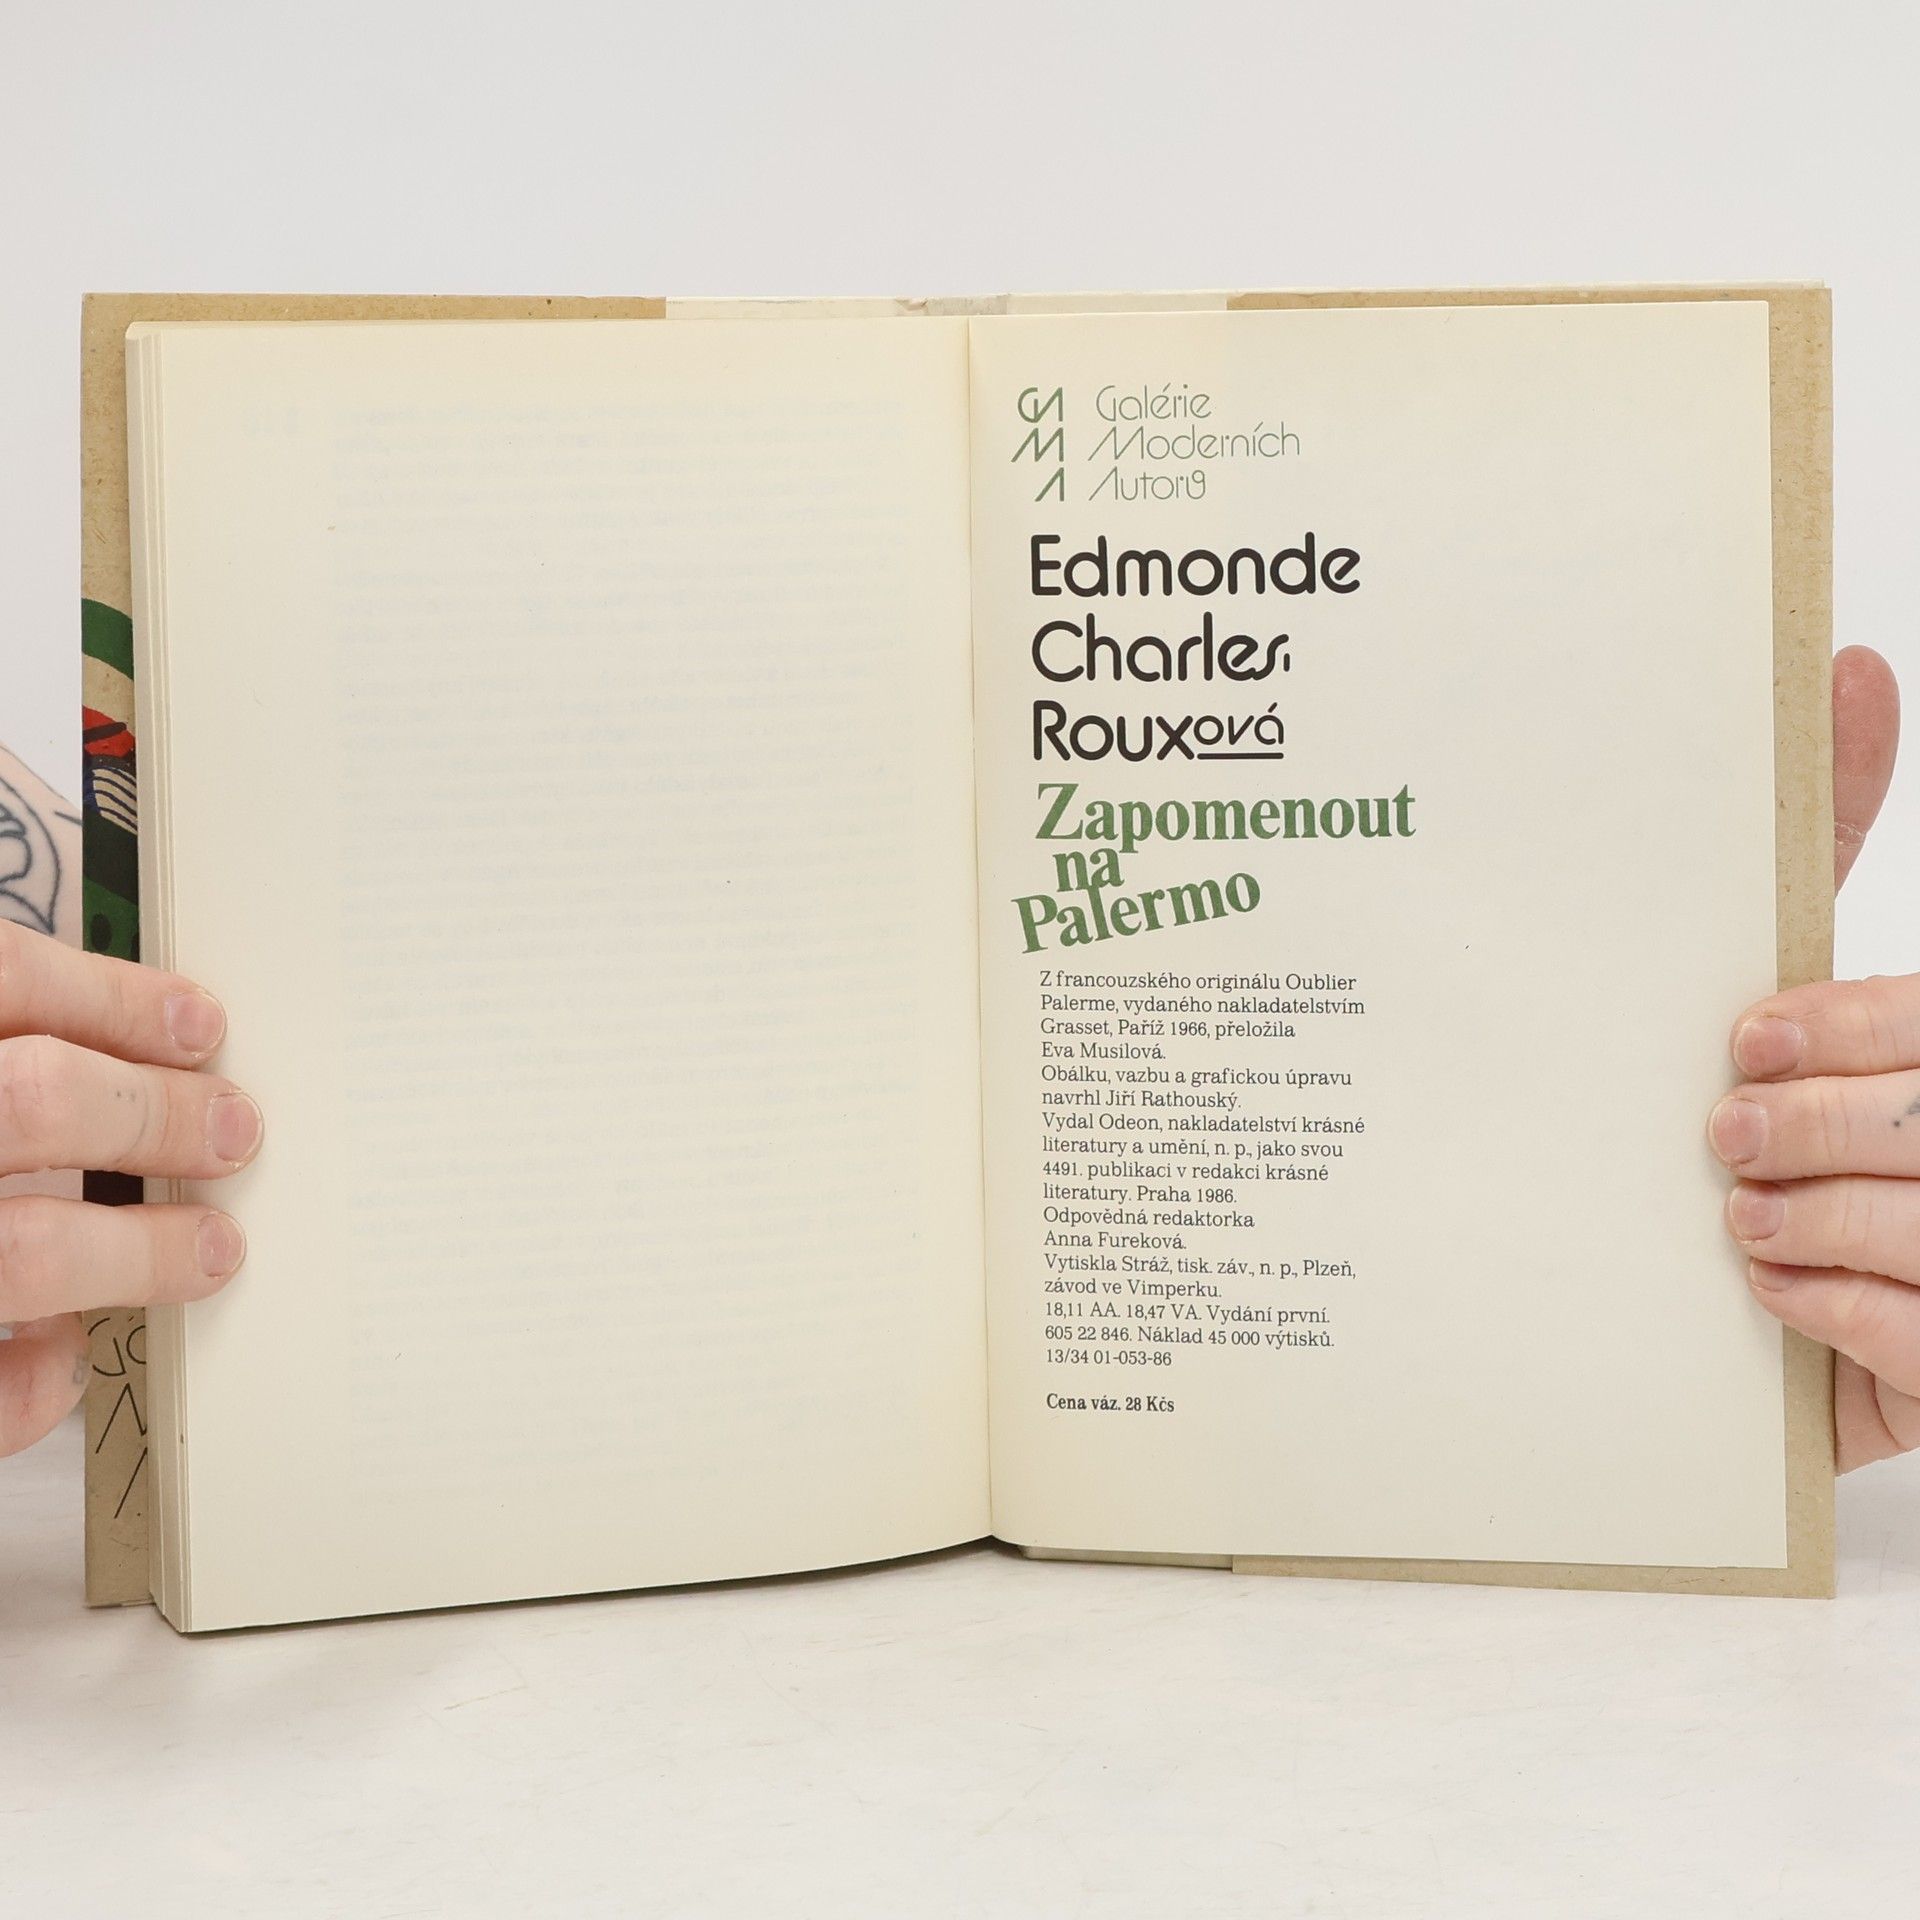 GM Galérie
M Moderních
A Autorů
Edmonde
Charles,
Rouxová
Zapomenout
na
Palermo
Z francouzského originálu Oublier
Palerme, vydaného nakladatelstvím
Grasset, Paříž 1966, přeložila
Eva Musilová.
Obálku, vazbu a grafickou úpravu
navrhl Jiří Rathouský.
Vydal Odeon, nakladatelství krásné
literatury a umění, n. p., jako svou
4491. publikaci v redakci krásné
literatury. Praha 1986.
Odpovědná redaktorka
Anna Fureková.
Vytiskla Stráž, tisk. záv., n. p., Plzeň,
závod ve Vimperku.
18,11 AA. 18,47 VA. Vydání první.
605 22 846. Náklad 45 000 výtisků.
13/34 01-053-86
Cena váz. 28 Kčs